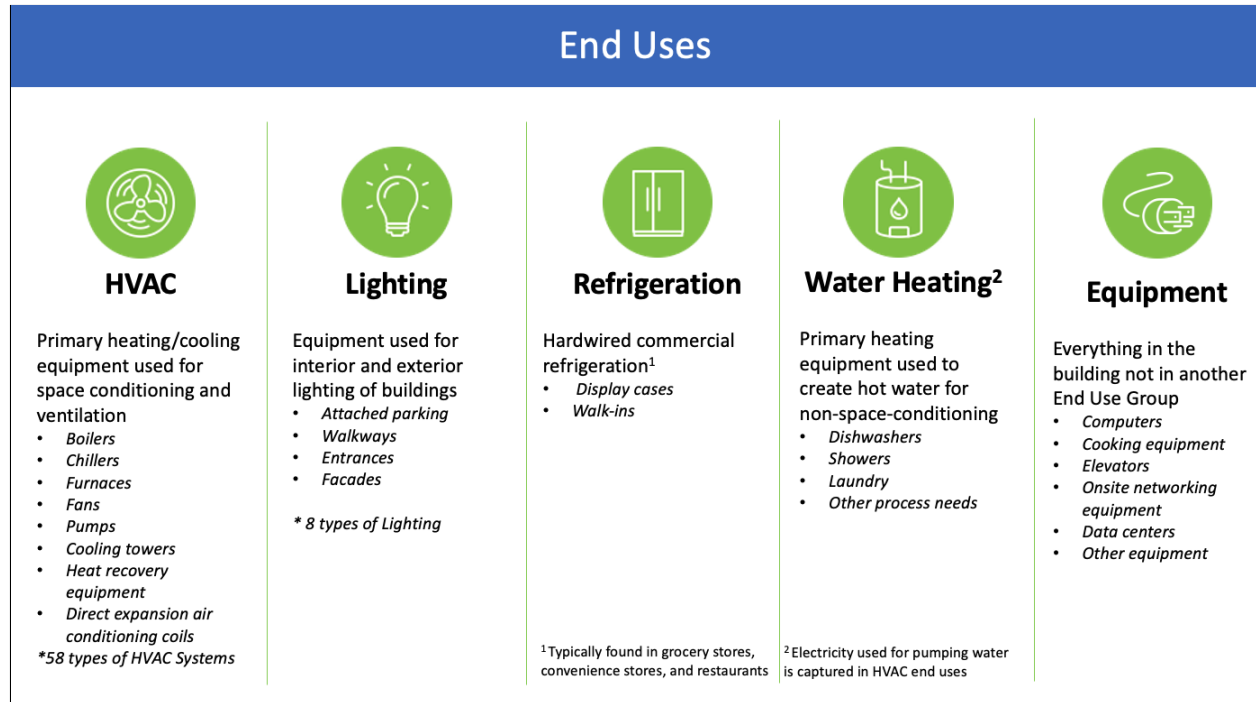 End Uses
HVAC
Primary heating/cooling
equipment used for
space conditioning and
ventilation
• Boilers
• Chillers
• Furnaces
• Fans
• Pumps
• Cooling towers
• Heat recovery
equipment
• Direct expansion air
conditioning coils
*58 types of HVAC Systems
Lighting
Equipment used for
interior and exterior
lighting of buildings
• Attached parking
• Walkways
• Entrances
• Facades
* 8 types of Lighting
Refrigeration
Hardwired commercial
refrigeration¹
• Display cases
• Walk-ins
¹ Typically found in grocery stores,
convenience stores, and restaurants
Water Heating²
Primary heating
equipment used to
create hot water for
non-space-conditioning
• Dishwashers
• Showers
• Laundry
• Other process needs
² Electricity used for pumping water
is captured in HVAC end uses
Equipment
Everything in the
building not in another
End Use Group
• Computers
• Cooking equipment
• Elevators
• Onsite networking
equipment
• Data centers
• Other equipment